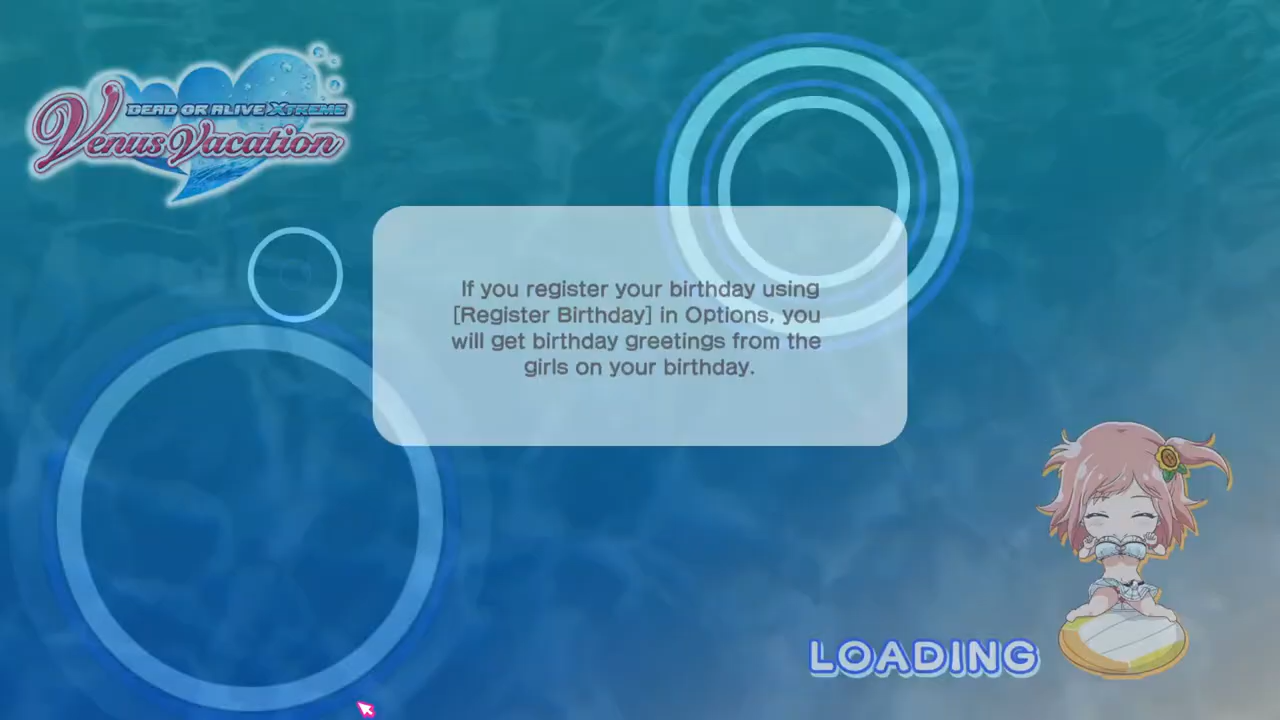 DEAD OR ALIVE XTREME
Venus Vacation
If you register your birthday using
[Register Birthday] in Options, you
will get birthday greetings from the
girls on your birthday.
LOADING